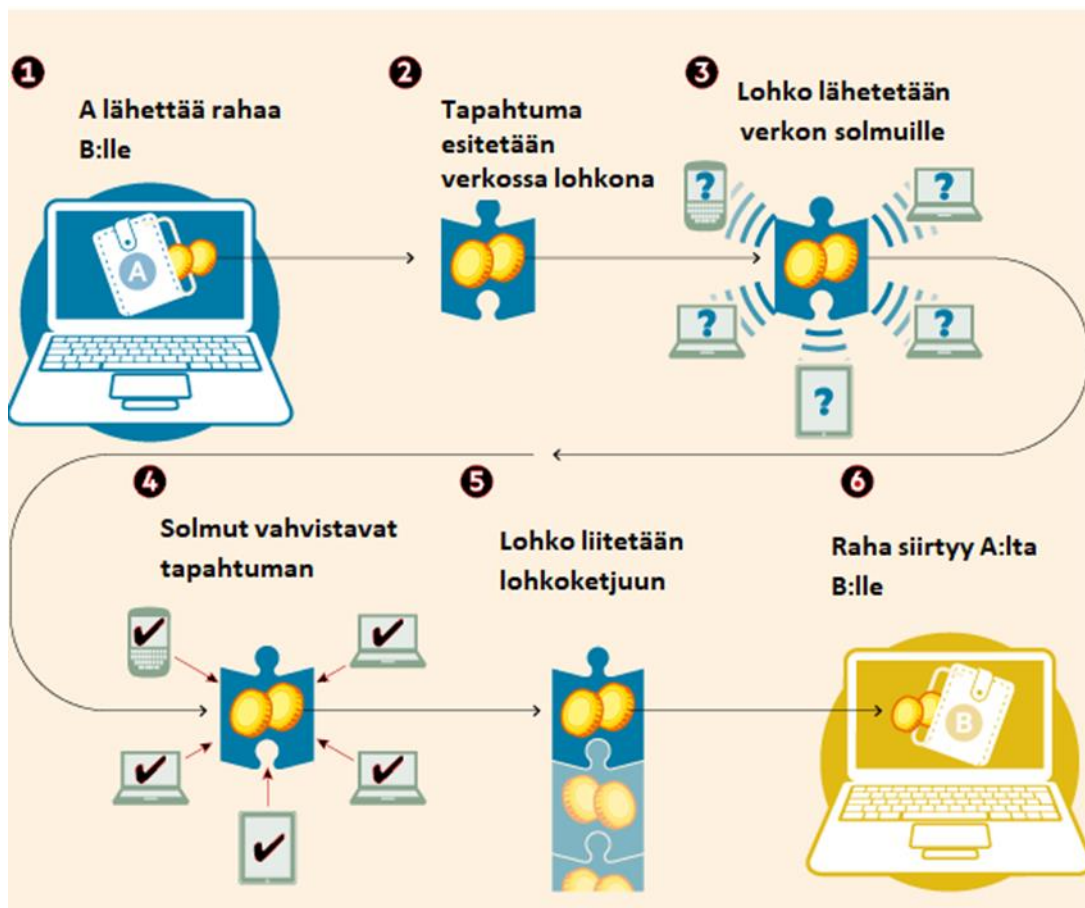 1
A lähettää rahaa
B:lle
A
2
Tapahtuma
esitetään
verkossa lohkona
3
Lohko lähetetään
verkon solmuille
?
?
?
?
?
4
Solmut vahvistavat
tapahtuman
5
Lohko liitetään
lohkoketjuun
6
Raha siirtyy A:lta
B:lle
B